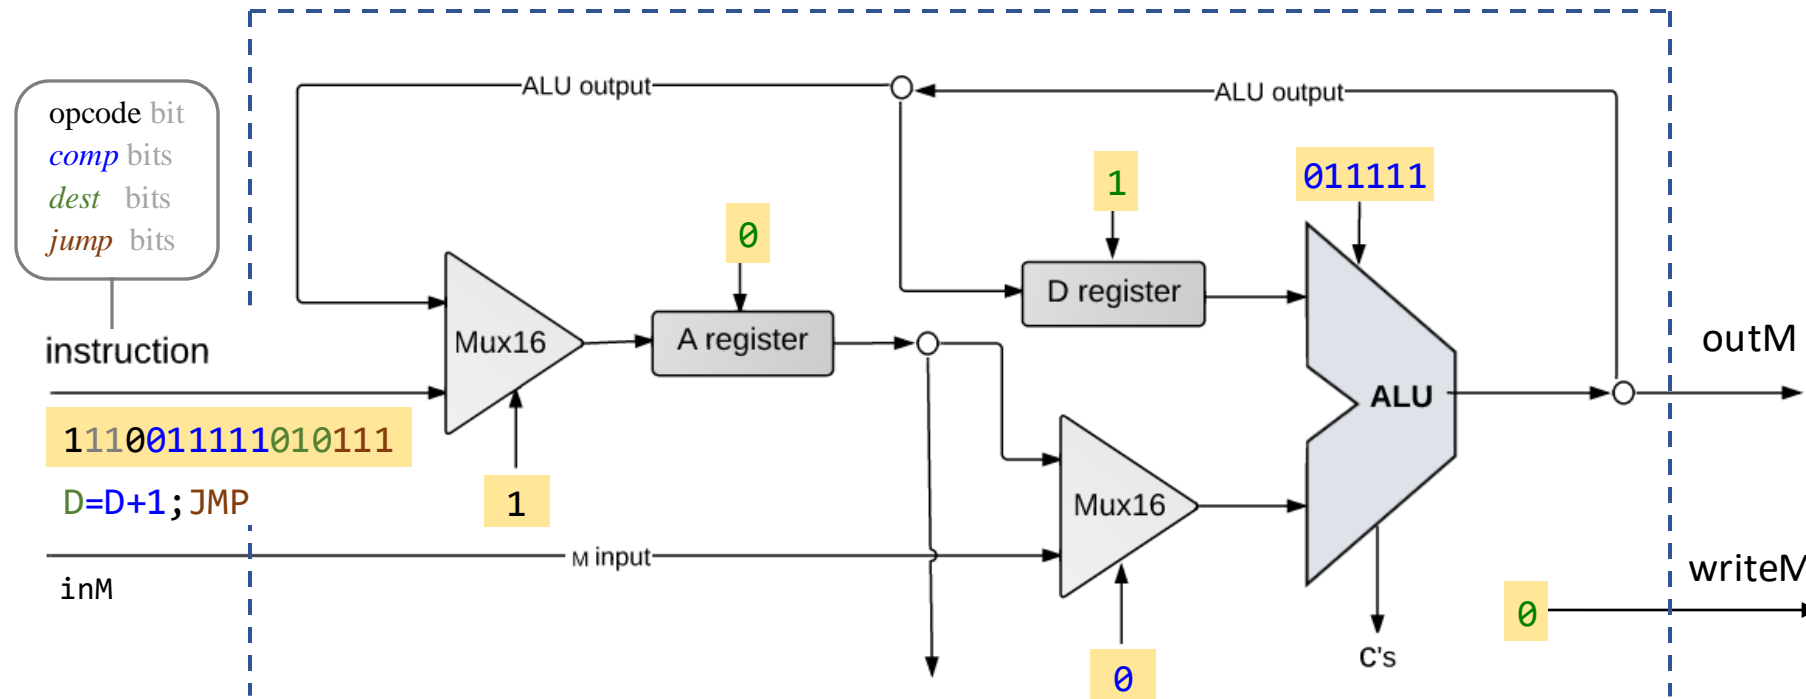 ALU output
ALU output
opcode bit
comp bits
dest bits
jump bits
1
011111
0
D register
Mux16
A register
instruction
outM
ALU
1110011111010111
1
D=D+1;JMP
Mux16
M input
inM
writeM
0
C's
0